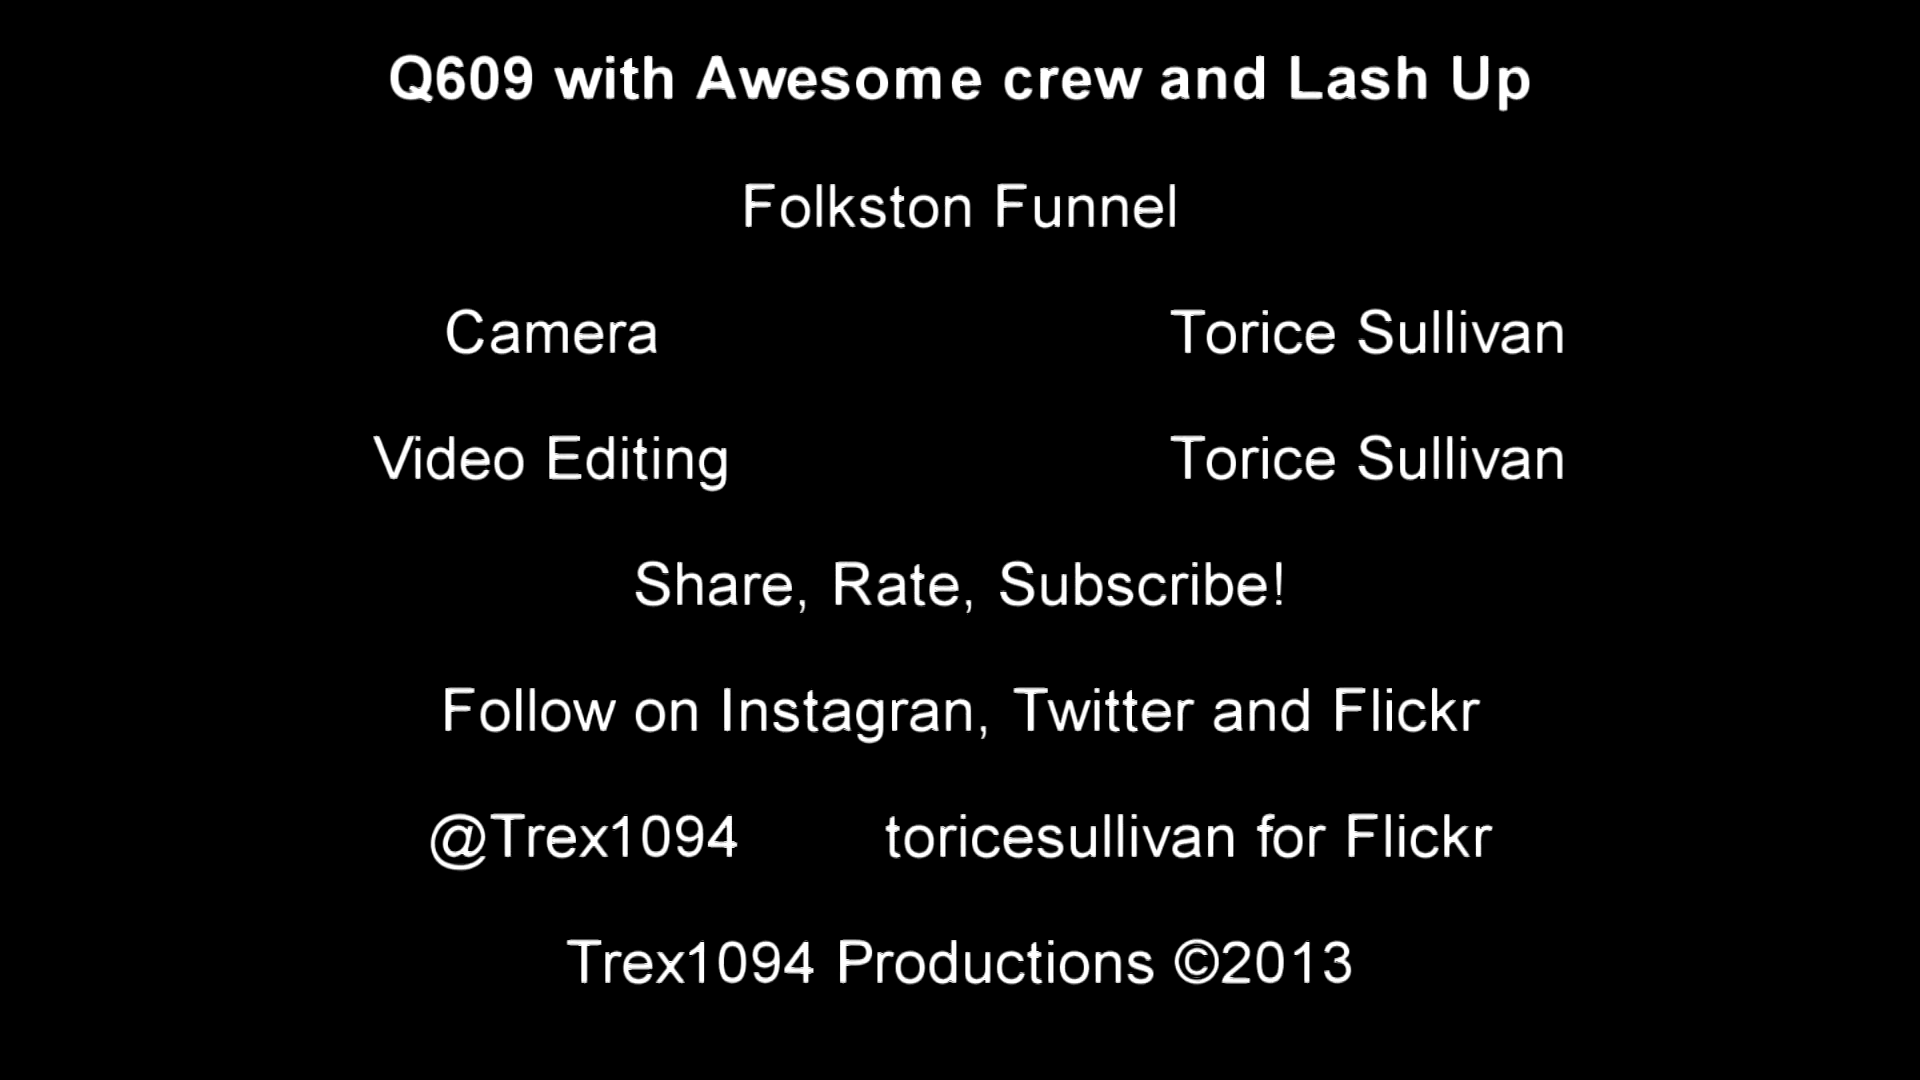 Q609 with Awesome crew and Lash Up
Folkston Funnel
Camera Torice Sullivan
Video Editing Torice Sullivan
Share, Rate, Subscribe!
Follow on Instagran, Twitter and Flickr
@Trex1094 toricesullivan for Flickr
Trex1094 Productions ©2013